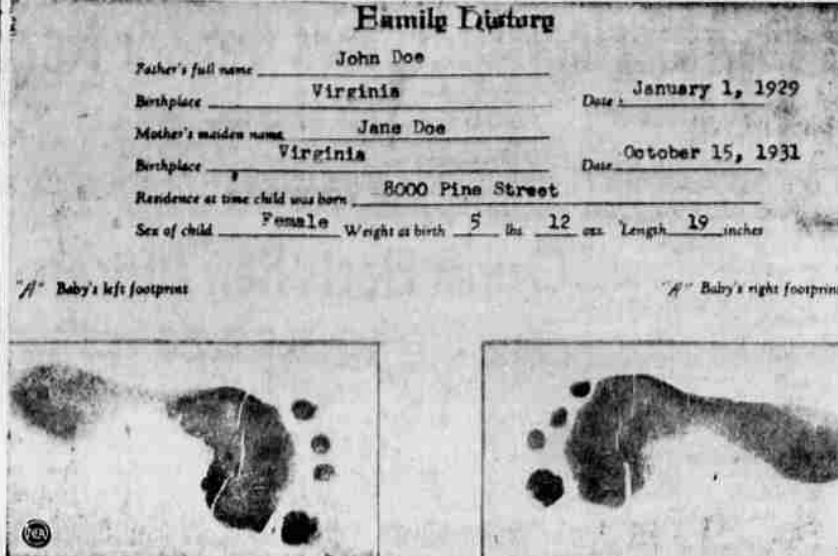 Family History
Father's full name John Doe
Birthplace Virginia Date January 1, 1929
Mother's maiden name Jane Doe
Birthplace Virginia Date October 15, 1931
Residence at time child was born 8000 Pine Street
Sex of child Female Weight at birth 5 lbs 12 ozs. Length 19 inches
"A" Baby's left footprint "A" Baby's right footprint
NEA